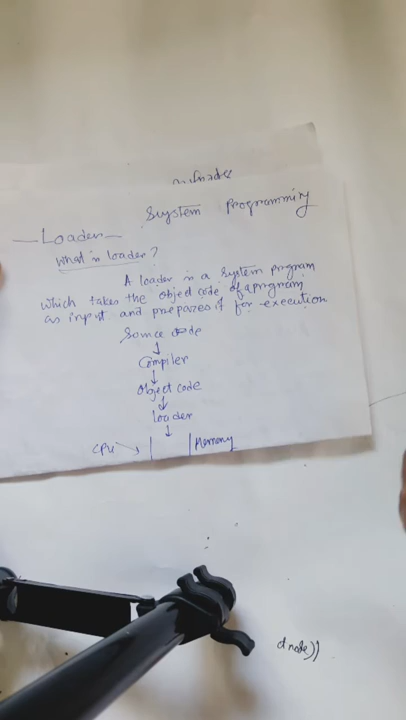 System Programming
Loader
What is loader?
A loader is a System program
which takes the object code of a program
as input and prepares it for execution
Source code
↓
Compiler
↓
Object code
↓
loader
↓
CPU → | | Memory
dnode))